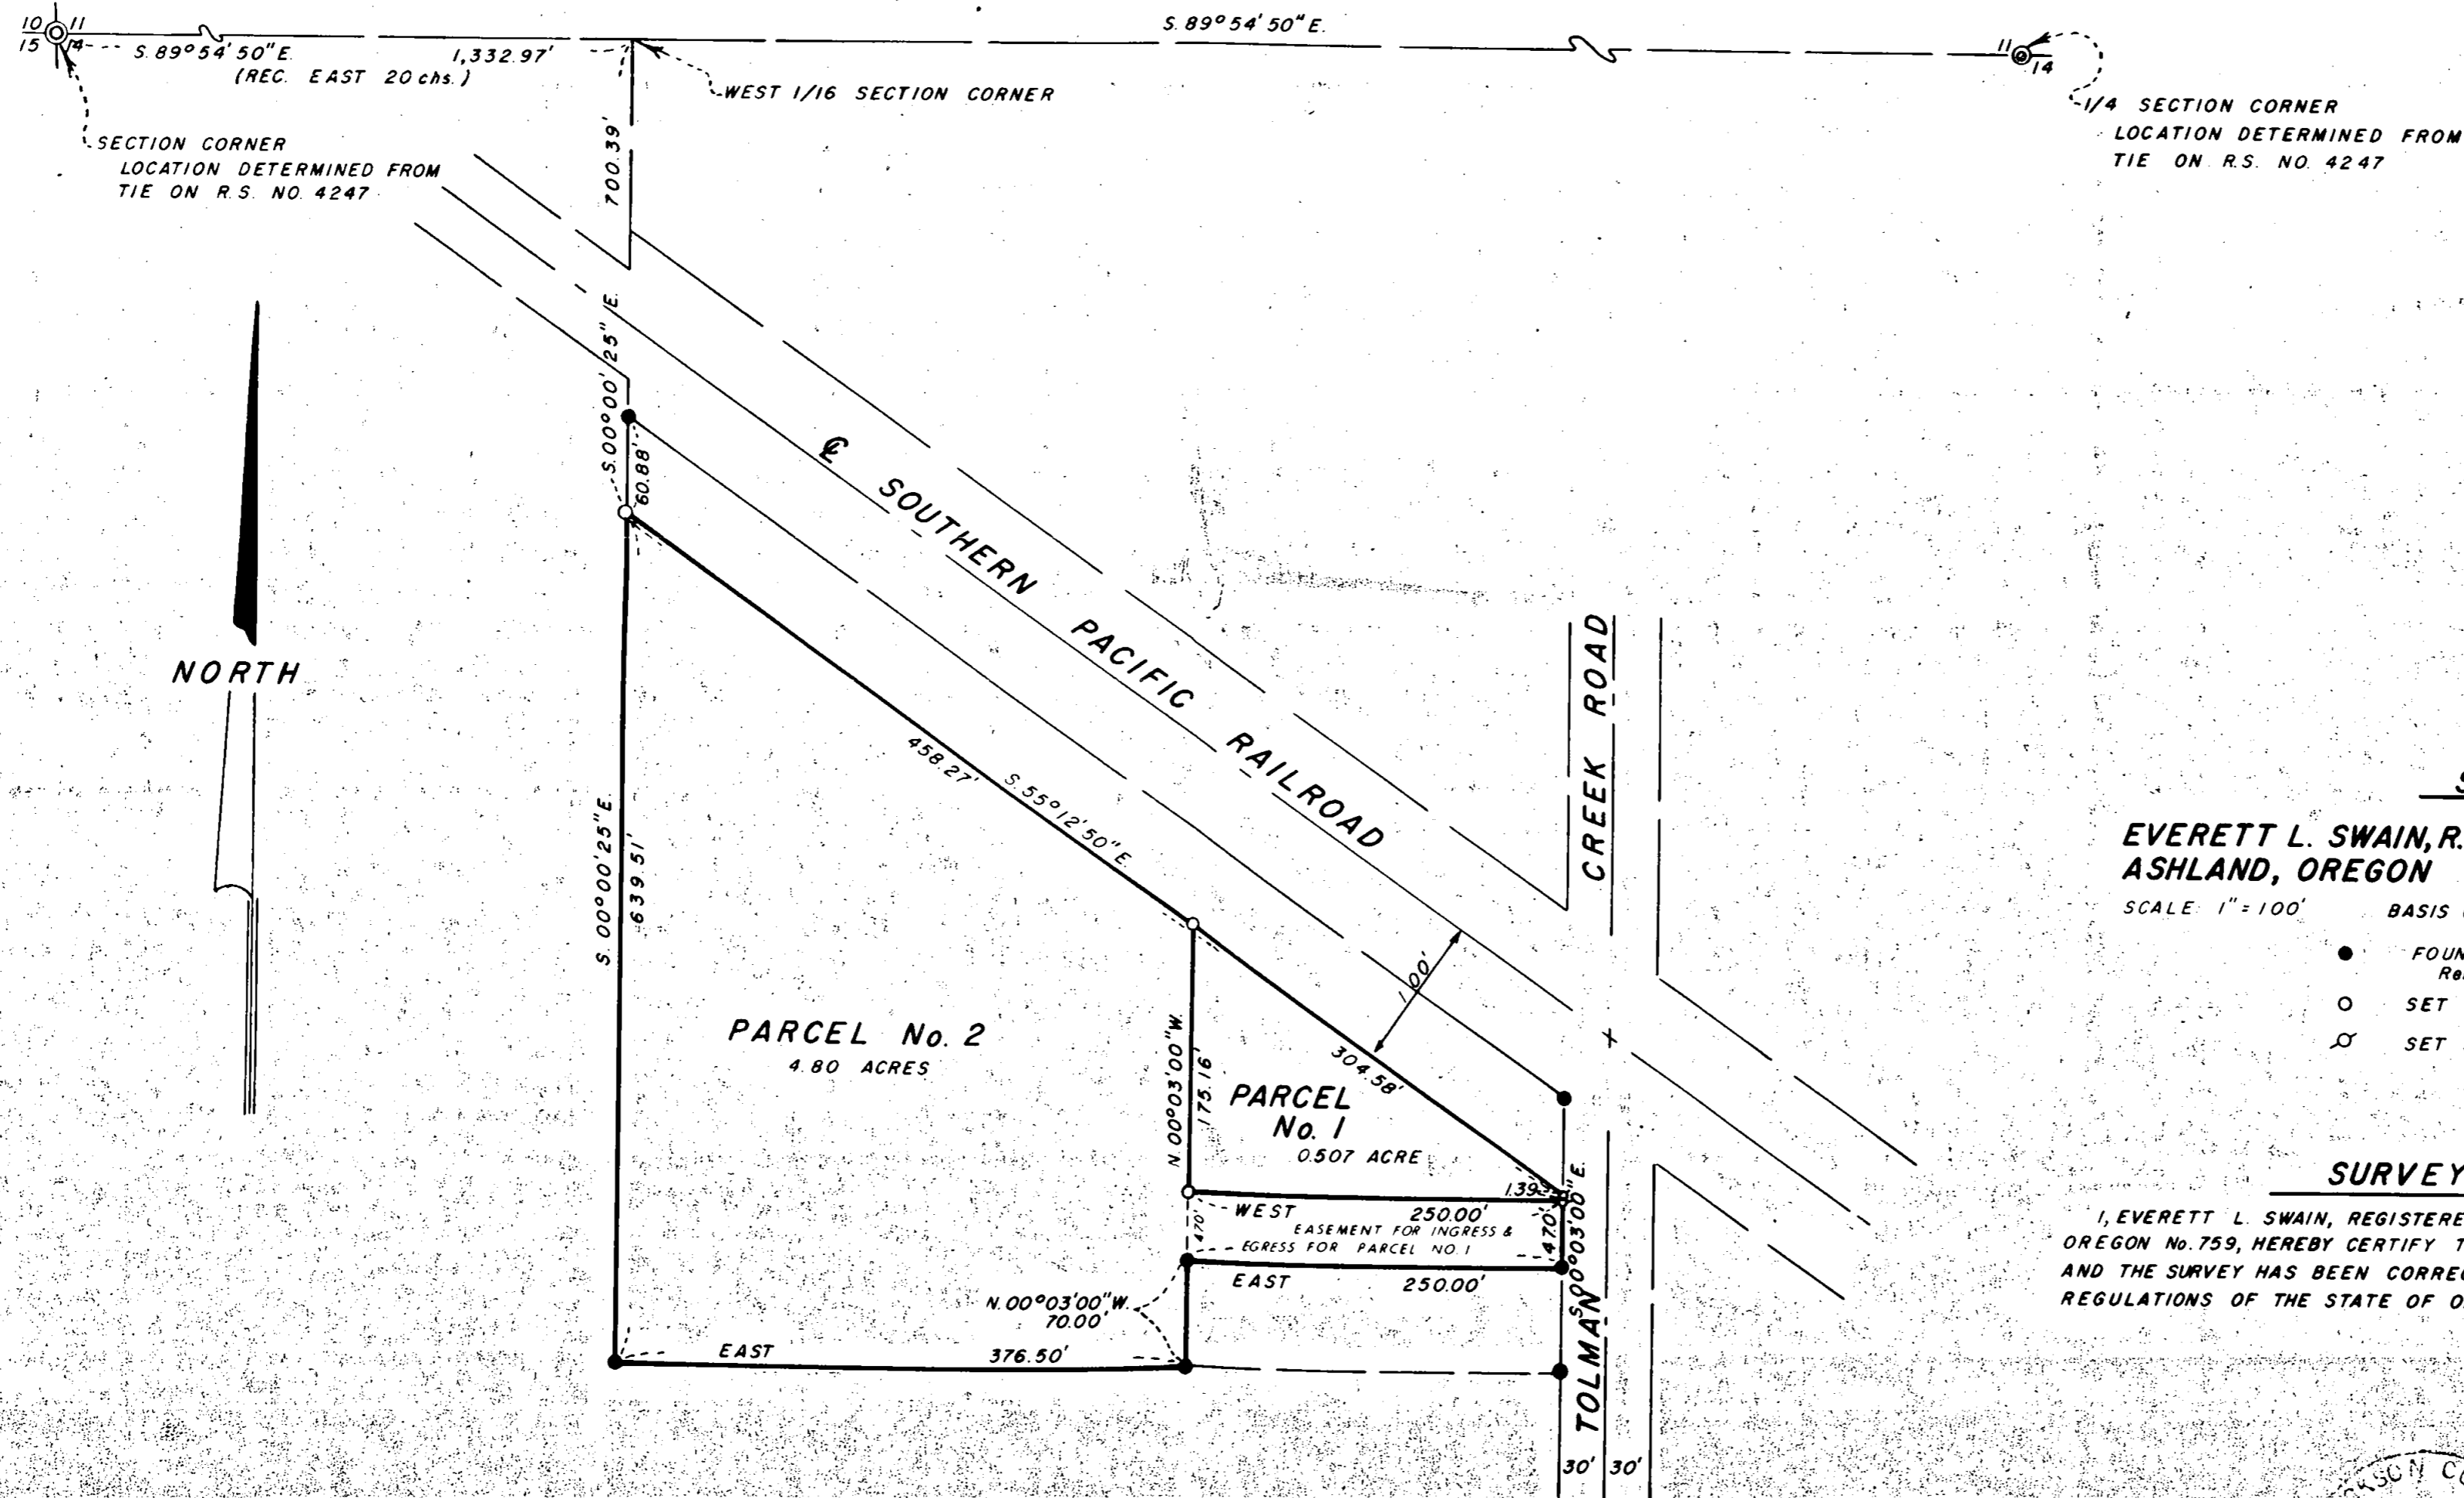 10 11
15 14
S. 89° 54' 50" E. 1,332.97'
(REC. EAST 20 chs.)
S. 89° 54' 50" E.
11
14
WEST 1/16 SECTION CORNER
1/4 SECTION CORNER
LOCATION DETERMINED FROM
TIE ON R.S. NO. 4247
SECTION CORNER
LOCATION DETERMINED FROM
TIE ON R.S. NO. 4247
700.39'
S. 00° 00' 25" E.
60.88'
℄ SOUTHERN PACIFIC RAILROAD
NORTH
CREEK ROAD
458.27' S. 55° 12' 50" E.
S. 00° 00' 25" E.
639.51'
EVERETT L. SWAIN, R.
ASHLAND, OREGON
SCALE: 1" = 100' BASIS
FOUN
Re
SET
SET
100'
PARCEL No. 2
4.80 ACRES
N 00° 03' 00" W.
175.16'
304.58'
PARCEL
No. 1
0.507 ACRE
1.39
WEST 250.00'
EASEMENT FOR INGRESS &
EGRESS FOR PARCEL NO. 1
47.0'
47.0'
S. 00° 03' 00" E.
EAST 250.00'
N. 00° 03' 00" W.
70.00'
EAST 376.50'
TOLMAN
30' 30'
SURVEY
I, EVERETT L. SWAIN, REGISTERE
OREGON No. 759, HEREBY CERTIFY T
AND THE SURVEY HAS BEEN CORREC
REGULATIONS OF THE STATE OF O